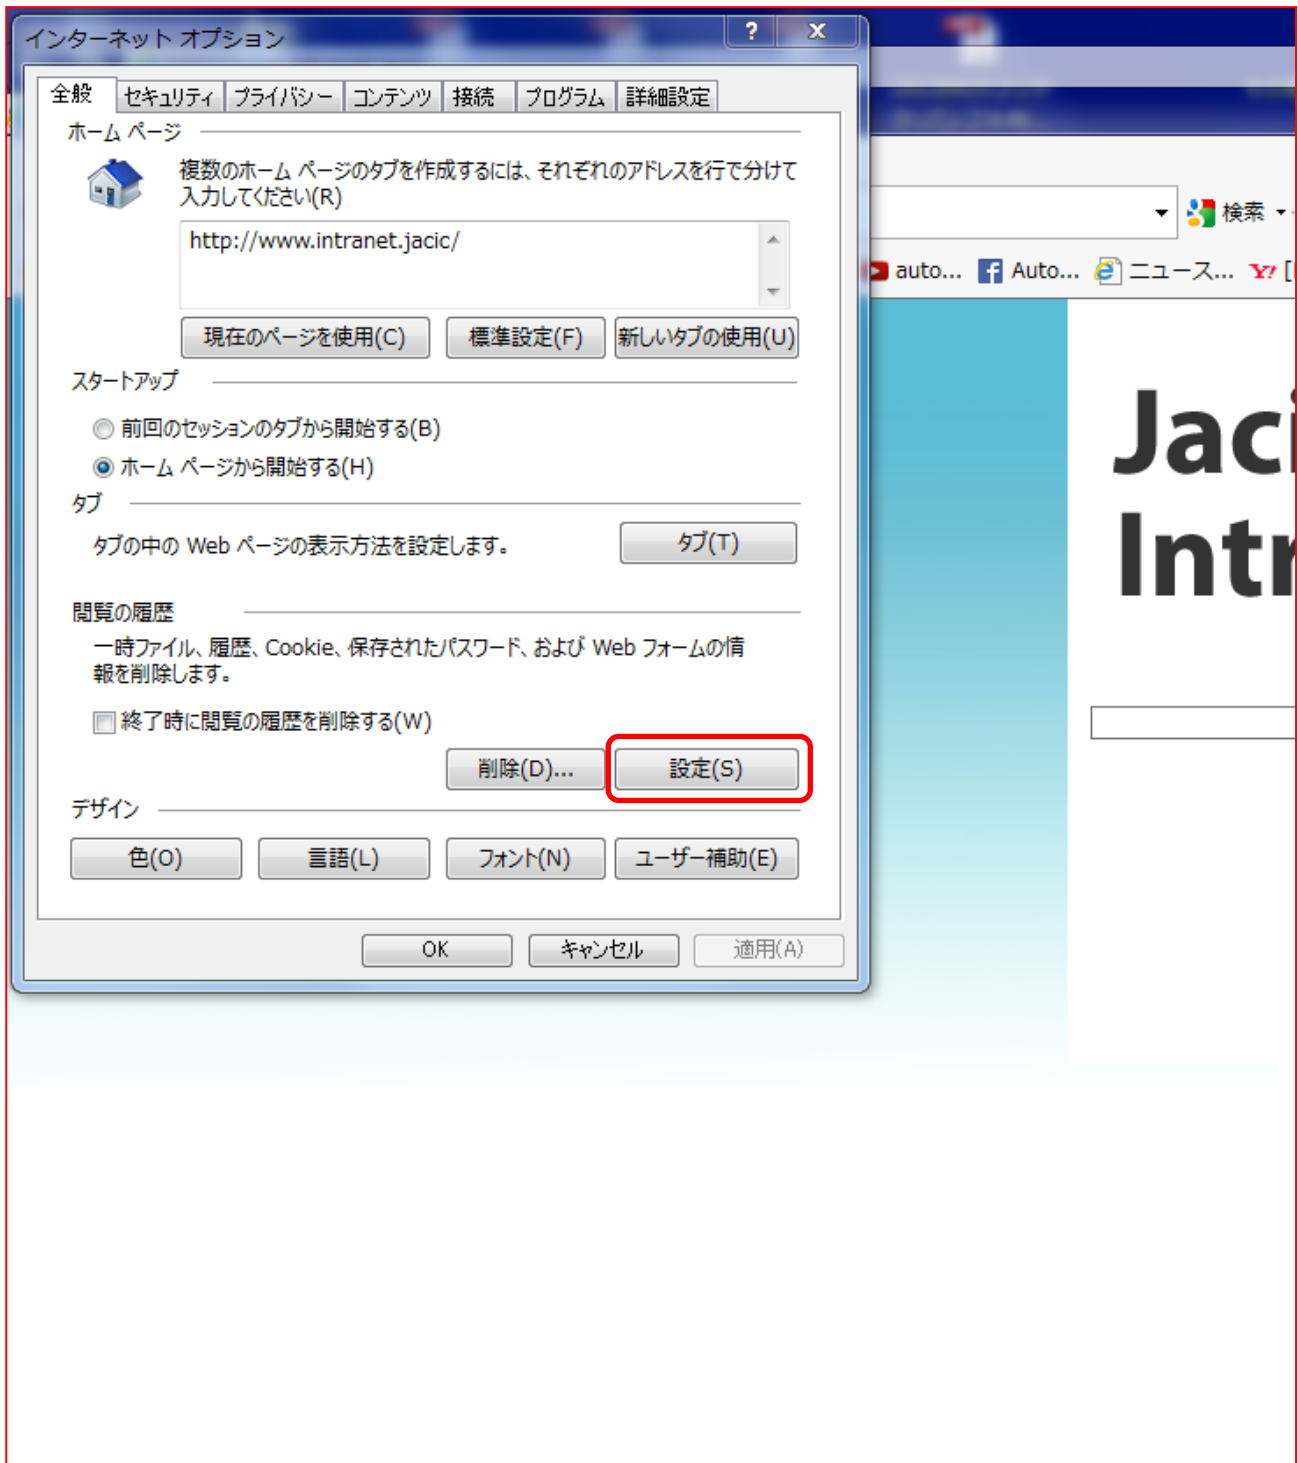 インターネット オプション
全般 セキュリティ プライバシー コンテンツ 接続 プログラム 詳細設定
ホーム ページ
複数のホーム ページのタブを作成するには、それぞれのアドレスを行で分けて
入力してください(R)
http://www.intranet.jacic/
現在のページを使用(C) 標準設定(F) 新しいタブの使用(U)
スタートアップ
前回のセッションのタブから開始する(B)
ホーム ページから開始する(H)
タブ
タブの中の Web ページの表示方法を設定します。 タブ(T)
閲覧の履歴
一時ファイル、履歴、Cookie、保存されたパスワード、および Web フォームの情
報を削除します。
終了時に閲覧の履歴を削除する(W)
削除(D)... 設定(S)
デザイン
色(O) 言語(L) フォント(N) ユーザー補助(E)
OK キャンセル 適用(A)
検索
auto... Auto... ニュース... Y! [
Jaci
Intr